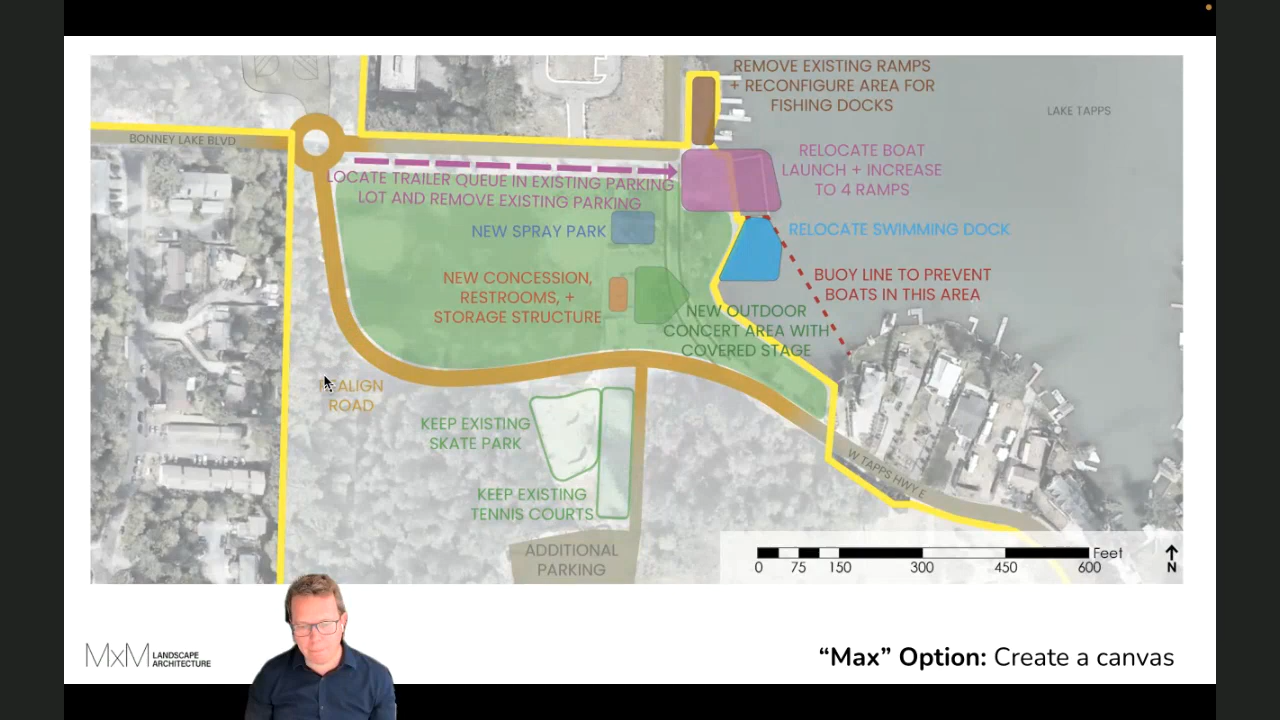 REMOVE EXISTING RAMPS
+ RECONFIGURE AREA FOR
FISHING DOCKS
LAKE TAPPS
BONNEY LAKE BLVD
RELOCATE BOAT
LAUNCH + INCREASE
TO 4 RAMPS
LOCATE TRAILER QUEUE IN EXISTING PARKING
LOT AND REMOVE EXISTING PARKING
NEW SPRAY PARK
RELOCATE SWIMMING DOCK
NEW CONCESSION,
RESTROOMS, +
STORAGE STRUCTURE
BUOY LINE TO PREVENT
BOATS IN THIS AREA
NEW OUTDOOR
CONCERT AREA WITH
COVERED STAGE
REALIGN
ROAD
KEEP EXISTING
SKATE PARK
KEEP EXISTING
TENNIS COURTS
W TAPPS HWY E
ADDITIONAL
PARKING
Feet
0 75 150 300 450 600
N
MxM LANDSCAPE
ARCHITECTURE
“Max” Option: Create a canvas